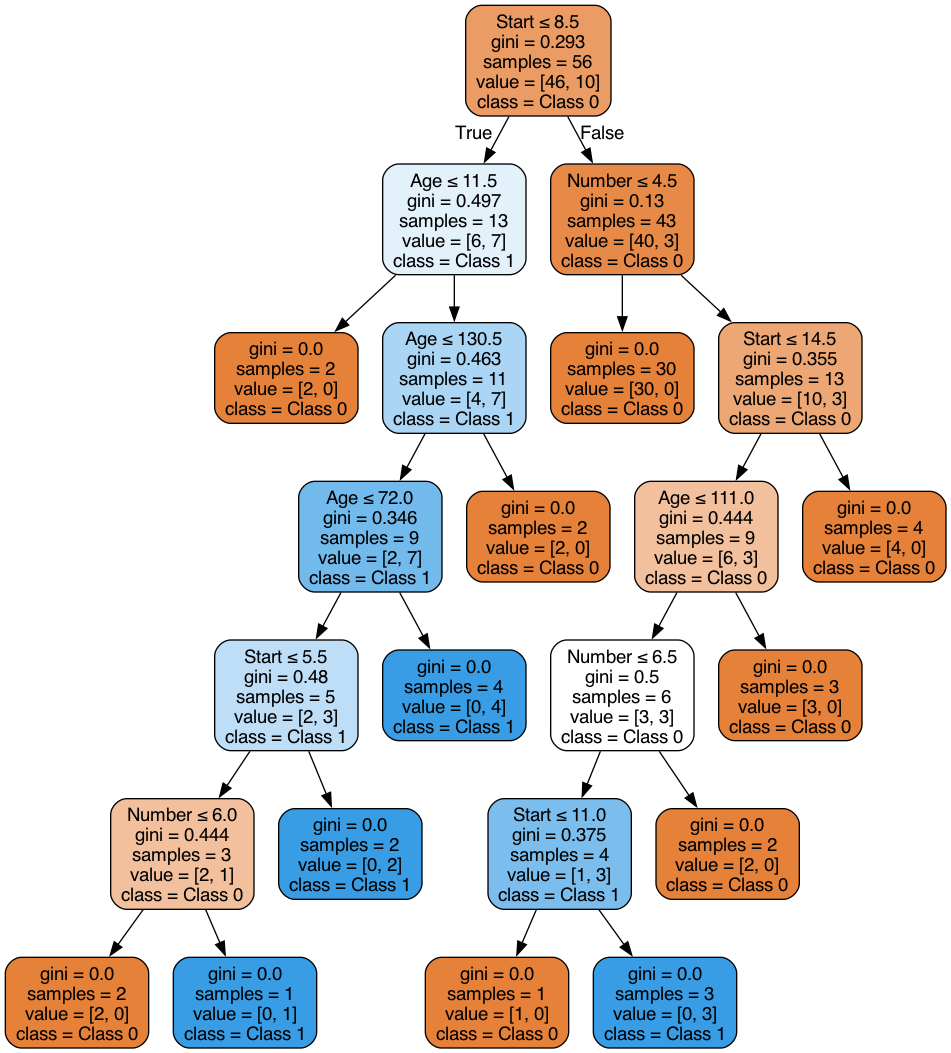 Start ≤ 8.5
gini = 0.293
samples = 56
value = [46, 10]
class = Class 0
True
False
Age ≤ 11.5
gini = 0.497
samples = 13
value = [6, 7]
class = Class 1
Number ≤ 4.5
gini = 0.13
samples = 43
value = [40, 3]
class = Class 0
gini = 0.0
samples = 2
value = [2, 0]
class = Class 0
Age ≤ 130.5
gini = 0.463
samples = 11
value = [4, 7]
class = Class 1
gini = 0.0
samples = 30
value = [30, 0]
class = Class 0
Start ≤ 14.5
gini = 0.355
samples = 13
value = [10, 3]
class = Class 0
Age ≤ 72.0
gini = 0.346
samples = 9
value = [2, 7]
class = Class 1
gini = 0.0
samples = 2
value = [2, 0]
class = Class 0
Age ≤ 111.0
gini = 0.444
samples = 9
value = [6, 3]
class = Class 0
gini = 0.0
samples = 4
value = [4, 0]
class = Class 0
Start ≤ 5.5
gini = 0.48
samples = 5
value = [2, 3]
class = Class 1
gini = 0.0
samples = 4
value = [0, 4]
class = Class 1
Number ≤ 6.5
gini = 0.5
samples = 6
value = [3, 3]
class = Class 0
gini = 0.0
samples = 3
value = [3, 0]
class = Class 0
Number ≤ 6.0
gini = 0.444
samples = 3
value = [2, 1]
class = Class 0
gini = 0.0
samples = 2
value = [0, 2]
class = Class 1
Start ≤ 11.0
gini = 0.375
samples = 4
value = [1, 3]
class = Class 1
gini = 0.0
samples = 2
value = [2, 0]
class = Class 0
gini = 0.0
samples = 2
value = [2, 0]
class = Class 0
gini = 0.0
samples = 1
value = [0, 1]
class = Class 1
gini = 0.0
samples = 1
value = [1, 0]
class = Class 0
gini = 0.0
samples = 3
value = [0, 3]
class = Class 1